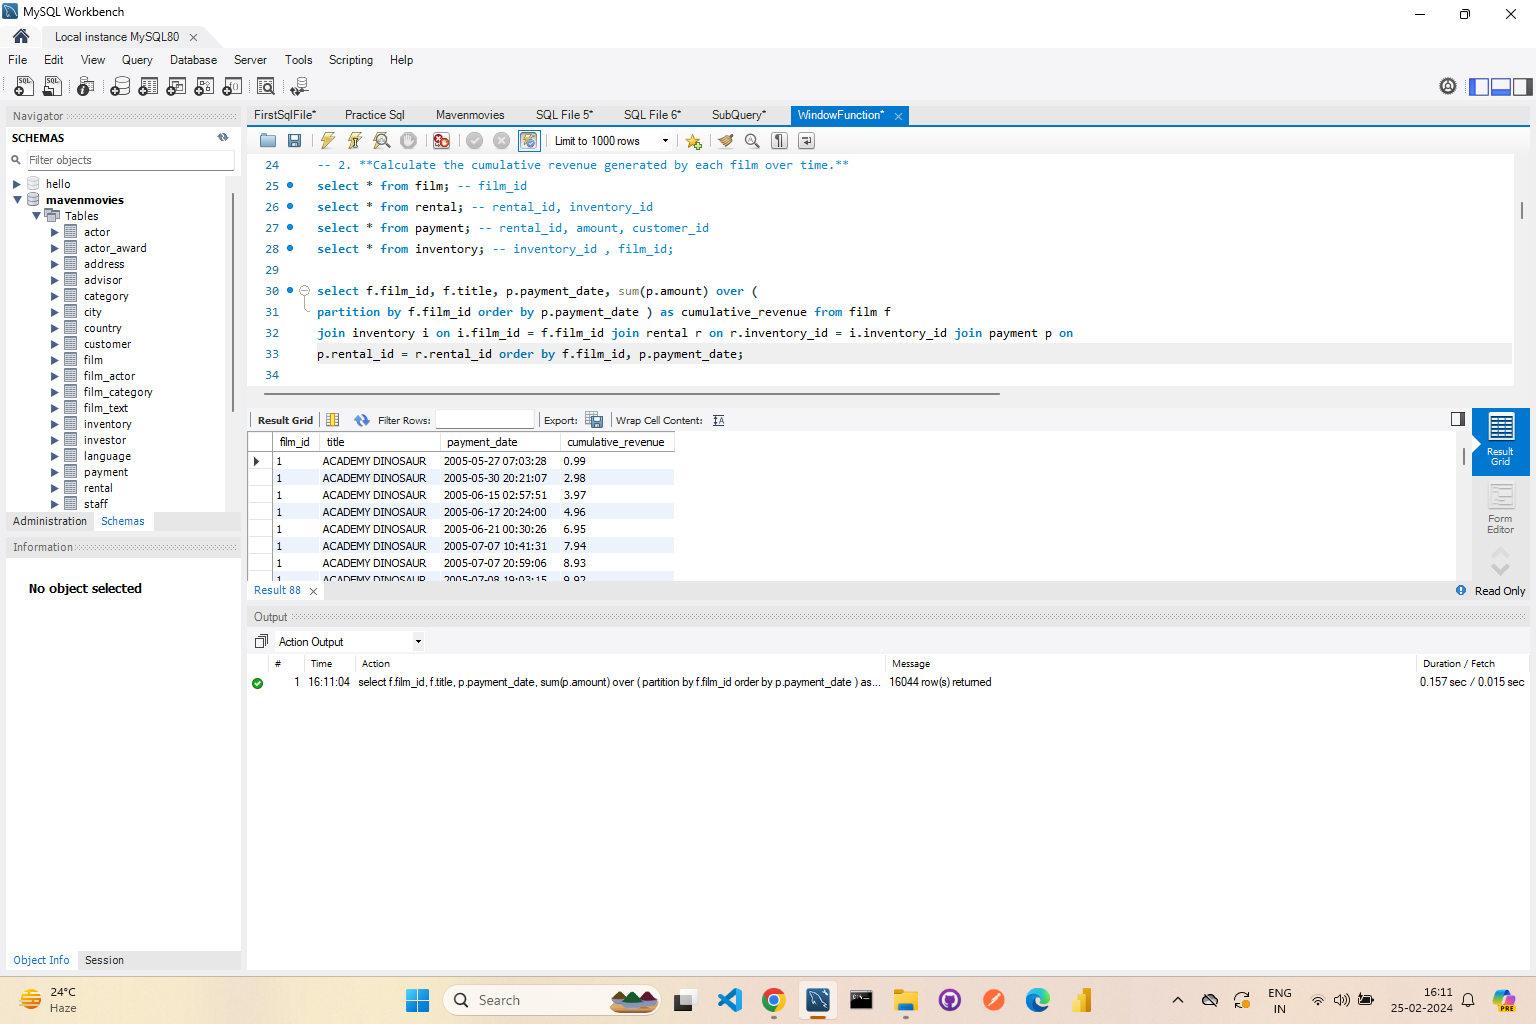 MySQL Workbench
Local instance MySQL80
File Edit View Query Database Server Tools Scripting Help
Navigator
SCHEMAS
Filter objects
hello
mavenmovies
Tables
actor
actor_award
address
advisor
category
city
country
customer
film
film_actor
film_category
film_text
inventory
investor
language
payment
rental
staff
Administration Schemas
Information
No object selected
Object Info Session
FirstSqlFile* Practice Sql Mavenmovies SQL File 5* SQL File 6* SubQuery* WindowFunction*
Limit to 1000 rows
24 -- 2. **Calculate the cumulative revenue generated by each film over time.**
25 select * from film; -- film_id
26 select * from rental; -- rental_id, inventory_id
27 select * from payment; -- rental_id, amount, customer_id
28 select * from inventory; -- inventory_id , film_id;
29
30 select f.film_id, f.title, p.payment_date, sum(p.amount) over (
31 partition by f.film_id order by p.payment_date ) as cumulative_revenue from film f
32 join inventory i on i.film_id = f.film_id join rental r on r.inventory_id = i.inventory_id join payment p on
33 p.rental_id = r.rental_id order by f.film_id, p.payment_date;
34
Result Grid Filter Rows: Export: Wrap Cell Content:
film_id title payment_date cumulative_revenue
1 ACADEMY DINOSAUR 2005-05-27 07:03:28 0.99
1 ACADEMY DINOSAUR 2005-05-30 20:21:07 2.98
1 ACADEMY DINOSAUR 2005-06-15 02:57:51 3.97
1 ACADEMY DINOSAUR 2005-06-17 20:24:00 4.96
1 ACADEMY DINOSAUR 2005-06-21 00:30:26 6.95
1 ACADEMY DINOSAUR 2005-07-07 10:41:31 7.94
1 ACADEMY DINOSAUR 2005-07-07 20:59:06 8.93
1 ACADEMY DINOSAUR 2005-07-08 19:03:15 9.92
Result Grid
Form Editor
Result 88
Read Only
Output
Action Output
# Time Action Message Duration / Fetch
1 16:11:04 select f.film_id, f.title, p.payment_date, sum(p.amount) over ( partition by f.film_id order by p.payment_date ) as... 16044 row(s) returned 0.157 sec / 0.015 sec
24°C
Haze
Search
ENG
IN
16:11
25-02-2024
PRE